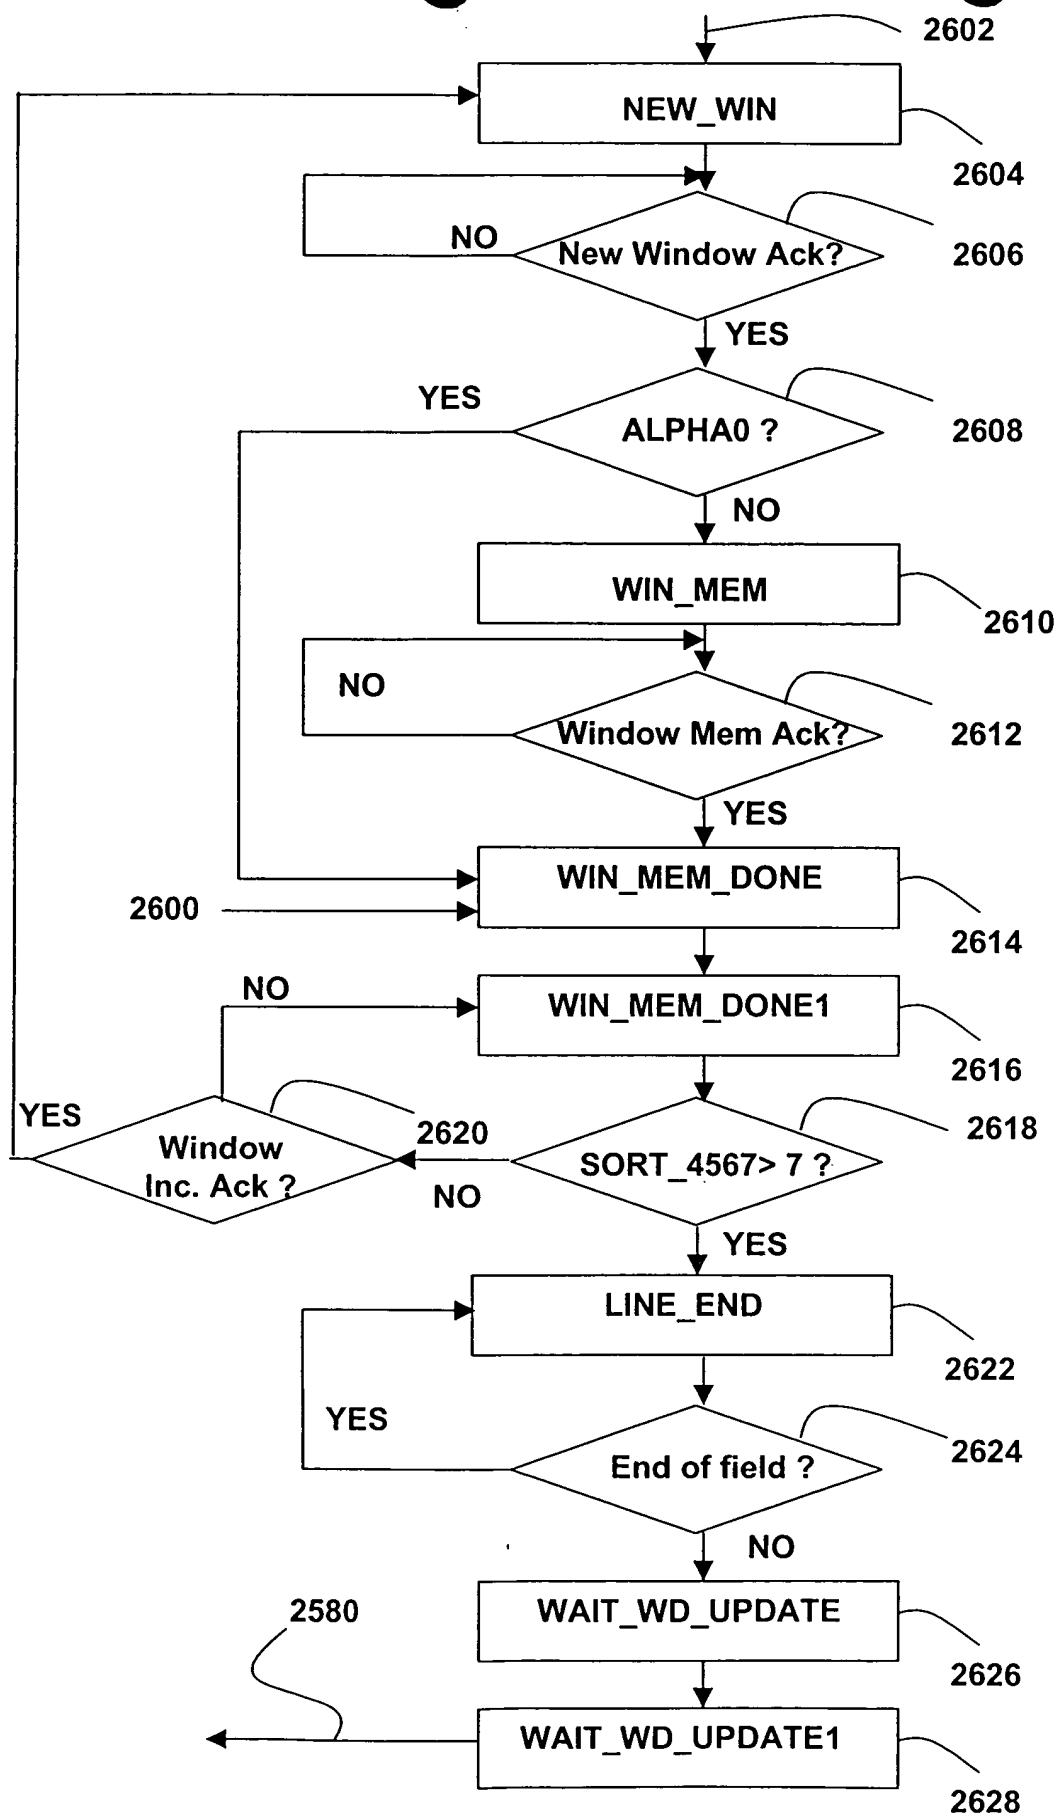 2602
NEW_WIN
2604
NO
New Window Ack?
2606
YES
YES
ALPHA0 ?
2608
NO
WIN_MEM
2610
NO
Window Mem Ack?
2612
YES
WIN_MEM_DONE
2600
2614
NO
WIN_MEM_DONE1
2616
YES
2620
2618
Window
Inc. Ack ?
SORT_4567> 7 ?
NO
YES
LINE_END
2622
YES
2624
End of field ?
NO
2580
WAIT_WD_UPDATE
2626
WAIT_WD_UPDATE1
2628